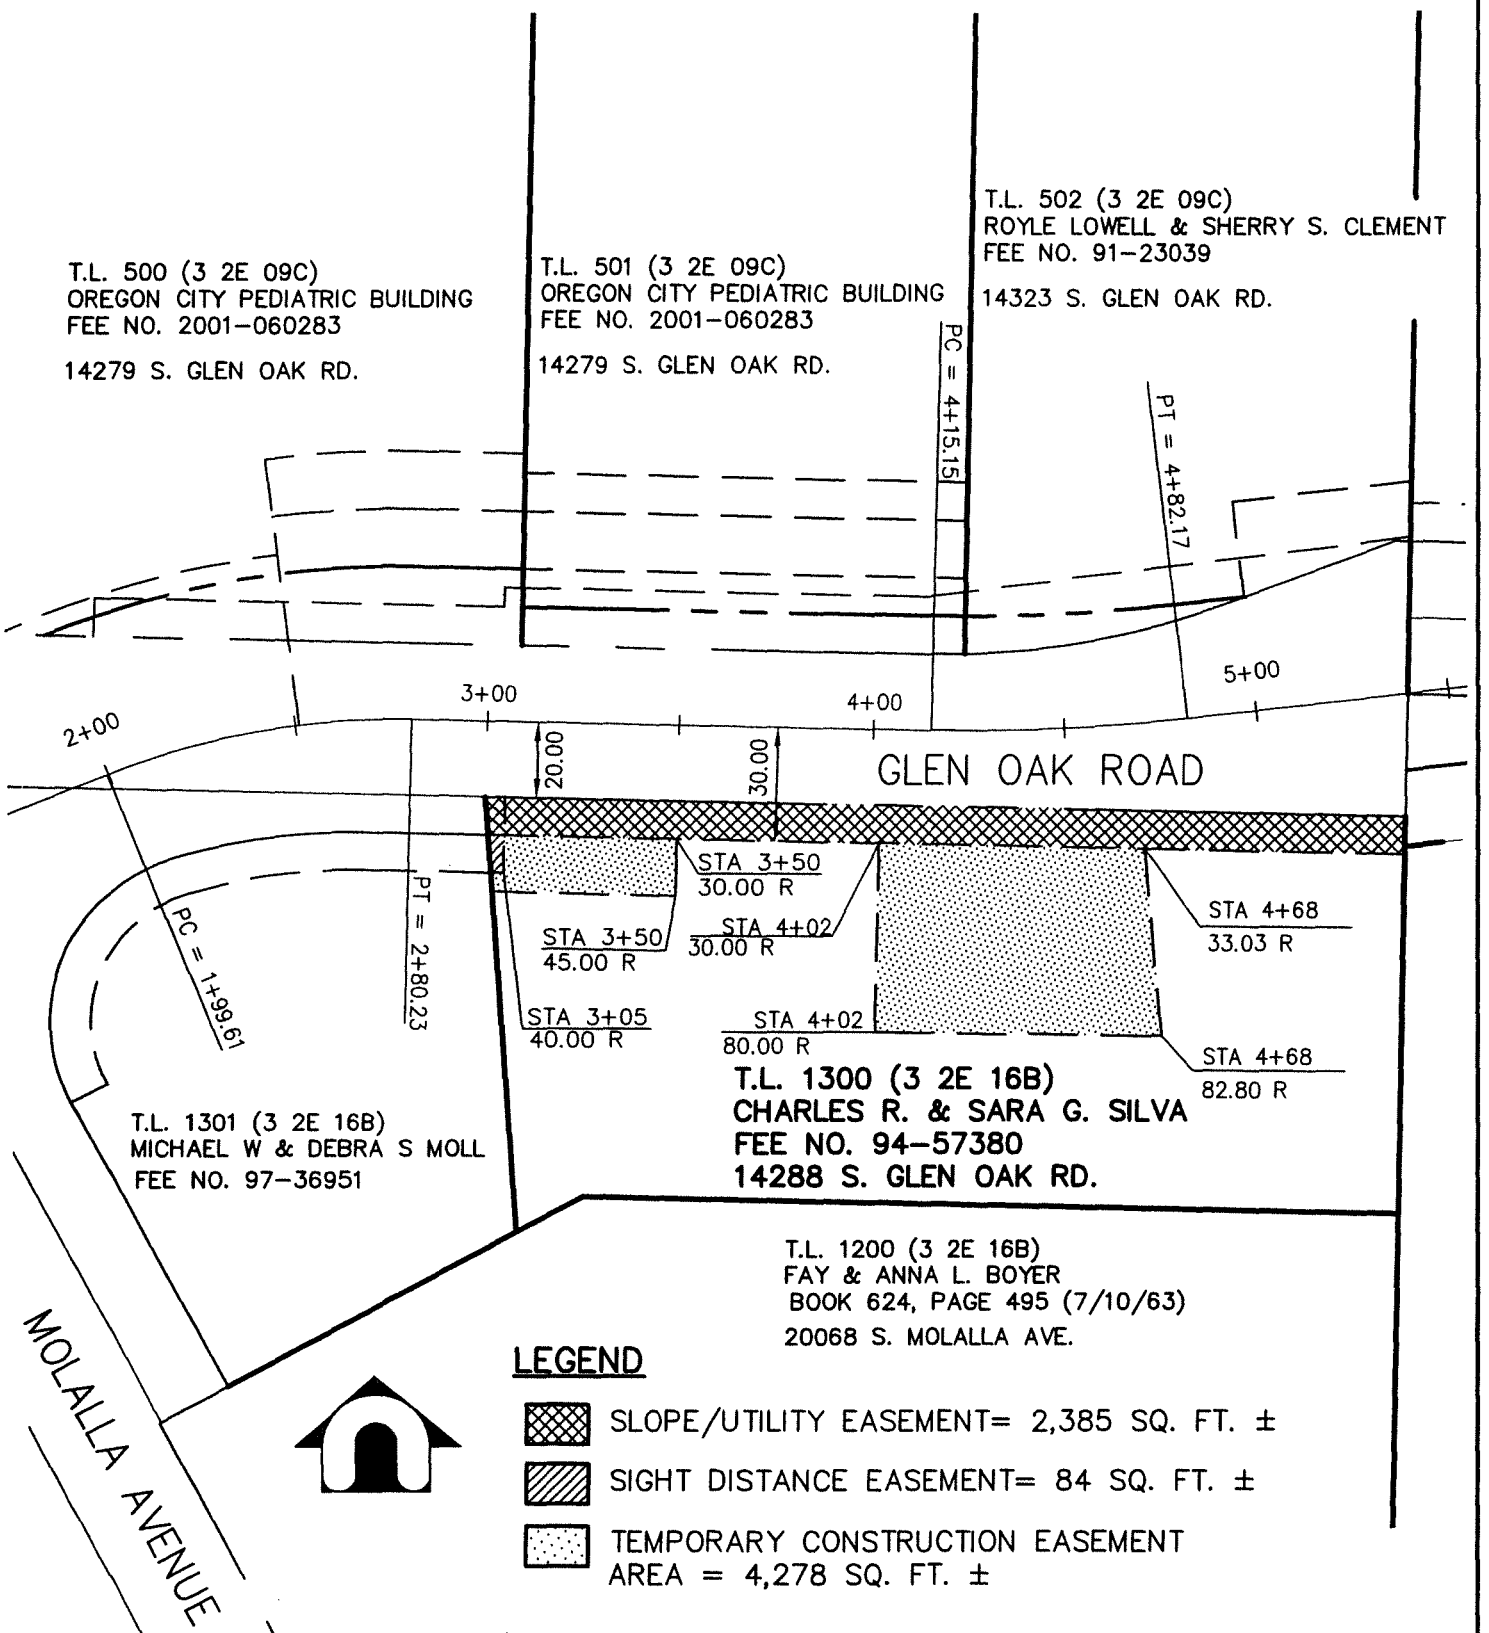 T.L. 502 (3 2E 09C)
ROYLE LOWELL & SHERRY S. CLEMENT
FEE NO. 91-23039
14323 S. GLEN OAK RD.
T.L. 500 (3 2E 09C)
OREGON CITY PEDIATRIC BUILDING
FEE NO. 2001-060283
14279 S. GLEN OAK RD.
T.L. 501 (3 2E 09C)
OREGON CITY PEDIATRIC BUILDING
FEE NO. 2001-060283
14279 S. GLEN OAK RD.
PC = 4+15.15
PT = 4+82.17
2+00
3+00
4+00
5+00
20.00
30.00
GLEN OAK ROAD
STA 3+50
30.00 R
STA 4+02
30.00 R
STA 4+68
33.03 R
STA 3+50
45.00 R
STA 3+05
40.00 R
STA 4+02
80.00 R
STA 4+68
82.80 R
PC = 1+99.61
PT = 2+80.23
T.L. 1300 (3 2E 16B)
CHARLES R. & SARA G. SILVA
FEE NO. 94-57380
14288 S. GLEN OAK RD.
T.L. 1301 (3 2E 16B)
MICHAEL W & DEBRA S MOLL
FEE NO. 97-36951
T.L. 1200 (3 2E 16B)
FAY & ANNA L. BOYER
BOOK 624, PAGE 495 (7/10/63)
20068 S. MOLALLA AVE.
MOLALLA AVENUE
LEGEND
SLOPE/UTILITY EASEMENT= 2,385 SQ. FT. ±
SIGHT DISTANCE EASEMENT= 84 SQ. FT. ±
TEMPORARY CONSTRUCTION EASEMENT
AREA = 4,278 SQ. FT. ±